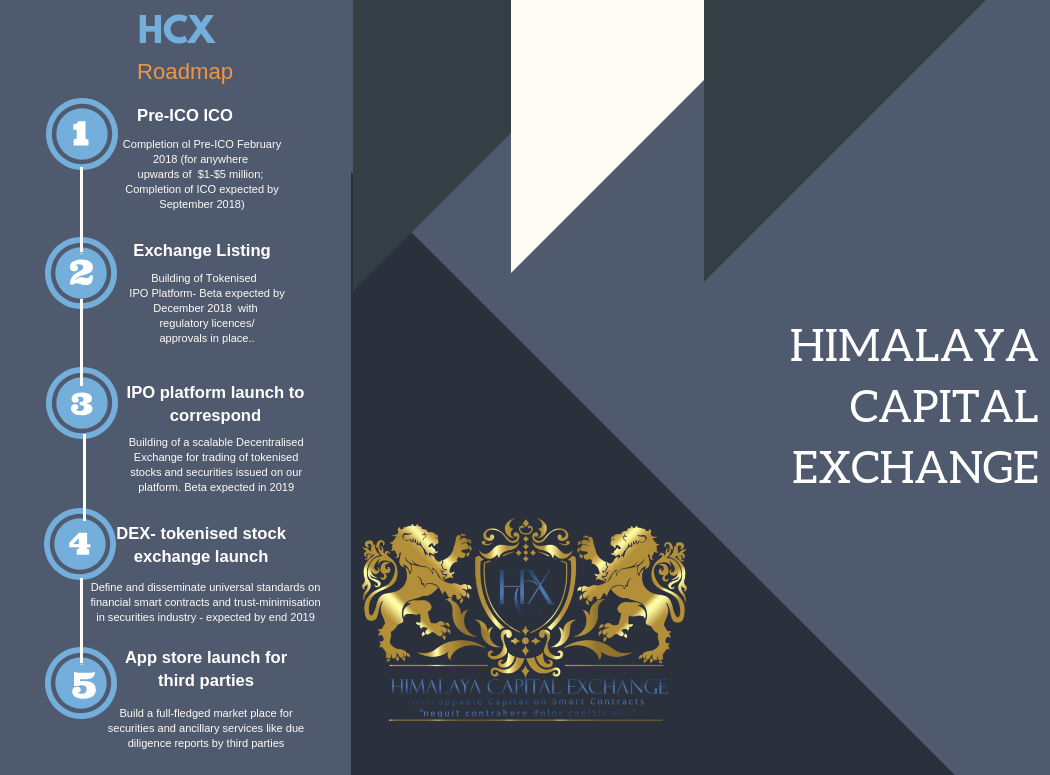 HCX
Roadmap
1
Pre-ICO ICO
Completion ol Pre-ICO February
2018 (for anywhere
upwards of $1-$5 million;
Completion of ICO expected by
September 2018)
2
Exchange Listing
Building of Tokenised
IPO Platform- Beta expected by
December 2018 with
regulatory licences/
approvals in place..
3
IPO platform launch to
correspond
Building of a scalable Decentralised
Exchange for trading of tokenised
stocks and securities issued on our
platform. Beta expected in 2019
4
DEX- tokenised stock
exchange launch
Define and disseminate universal standards on
financial smart contracts and trust-minimisation
in securities industry - expected by end 2019
5
App store launch for
third parties
Build a full-fledged market place for
securities and ancillary services like due
diligence reports by third parties
HIMALAYA
CAPITAL
EXCHANGE
HCX
HIMALAYA CAPITAL EXCHANGE
Unstoppable Capital on Smart Contracts
"nequit contrahere dolor capitis est"